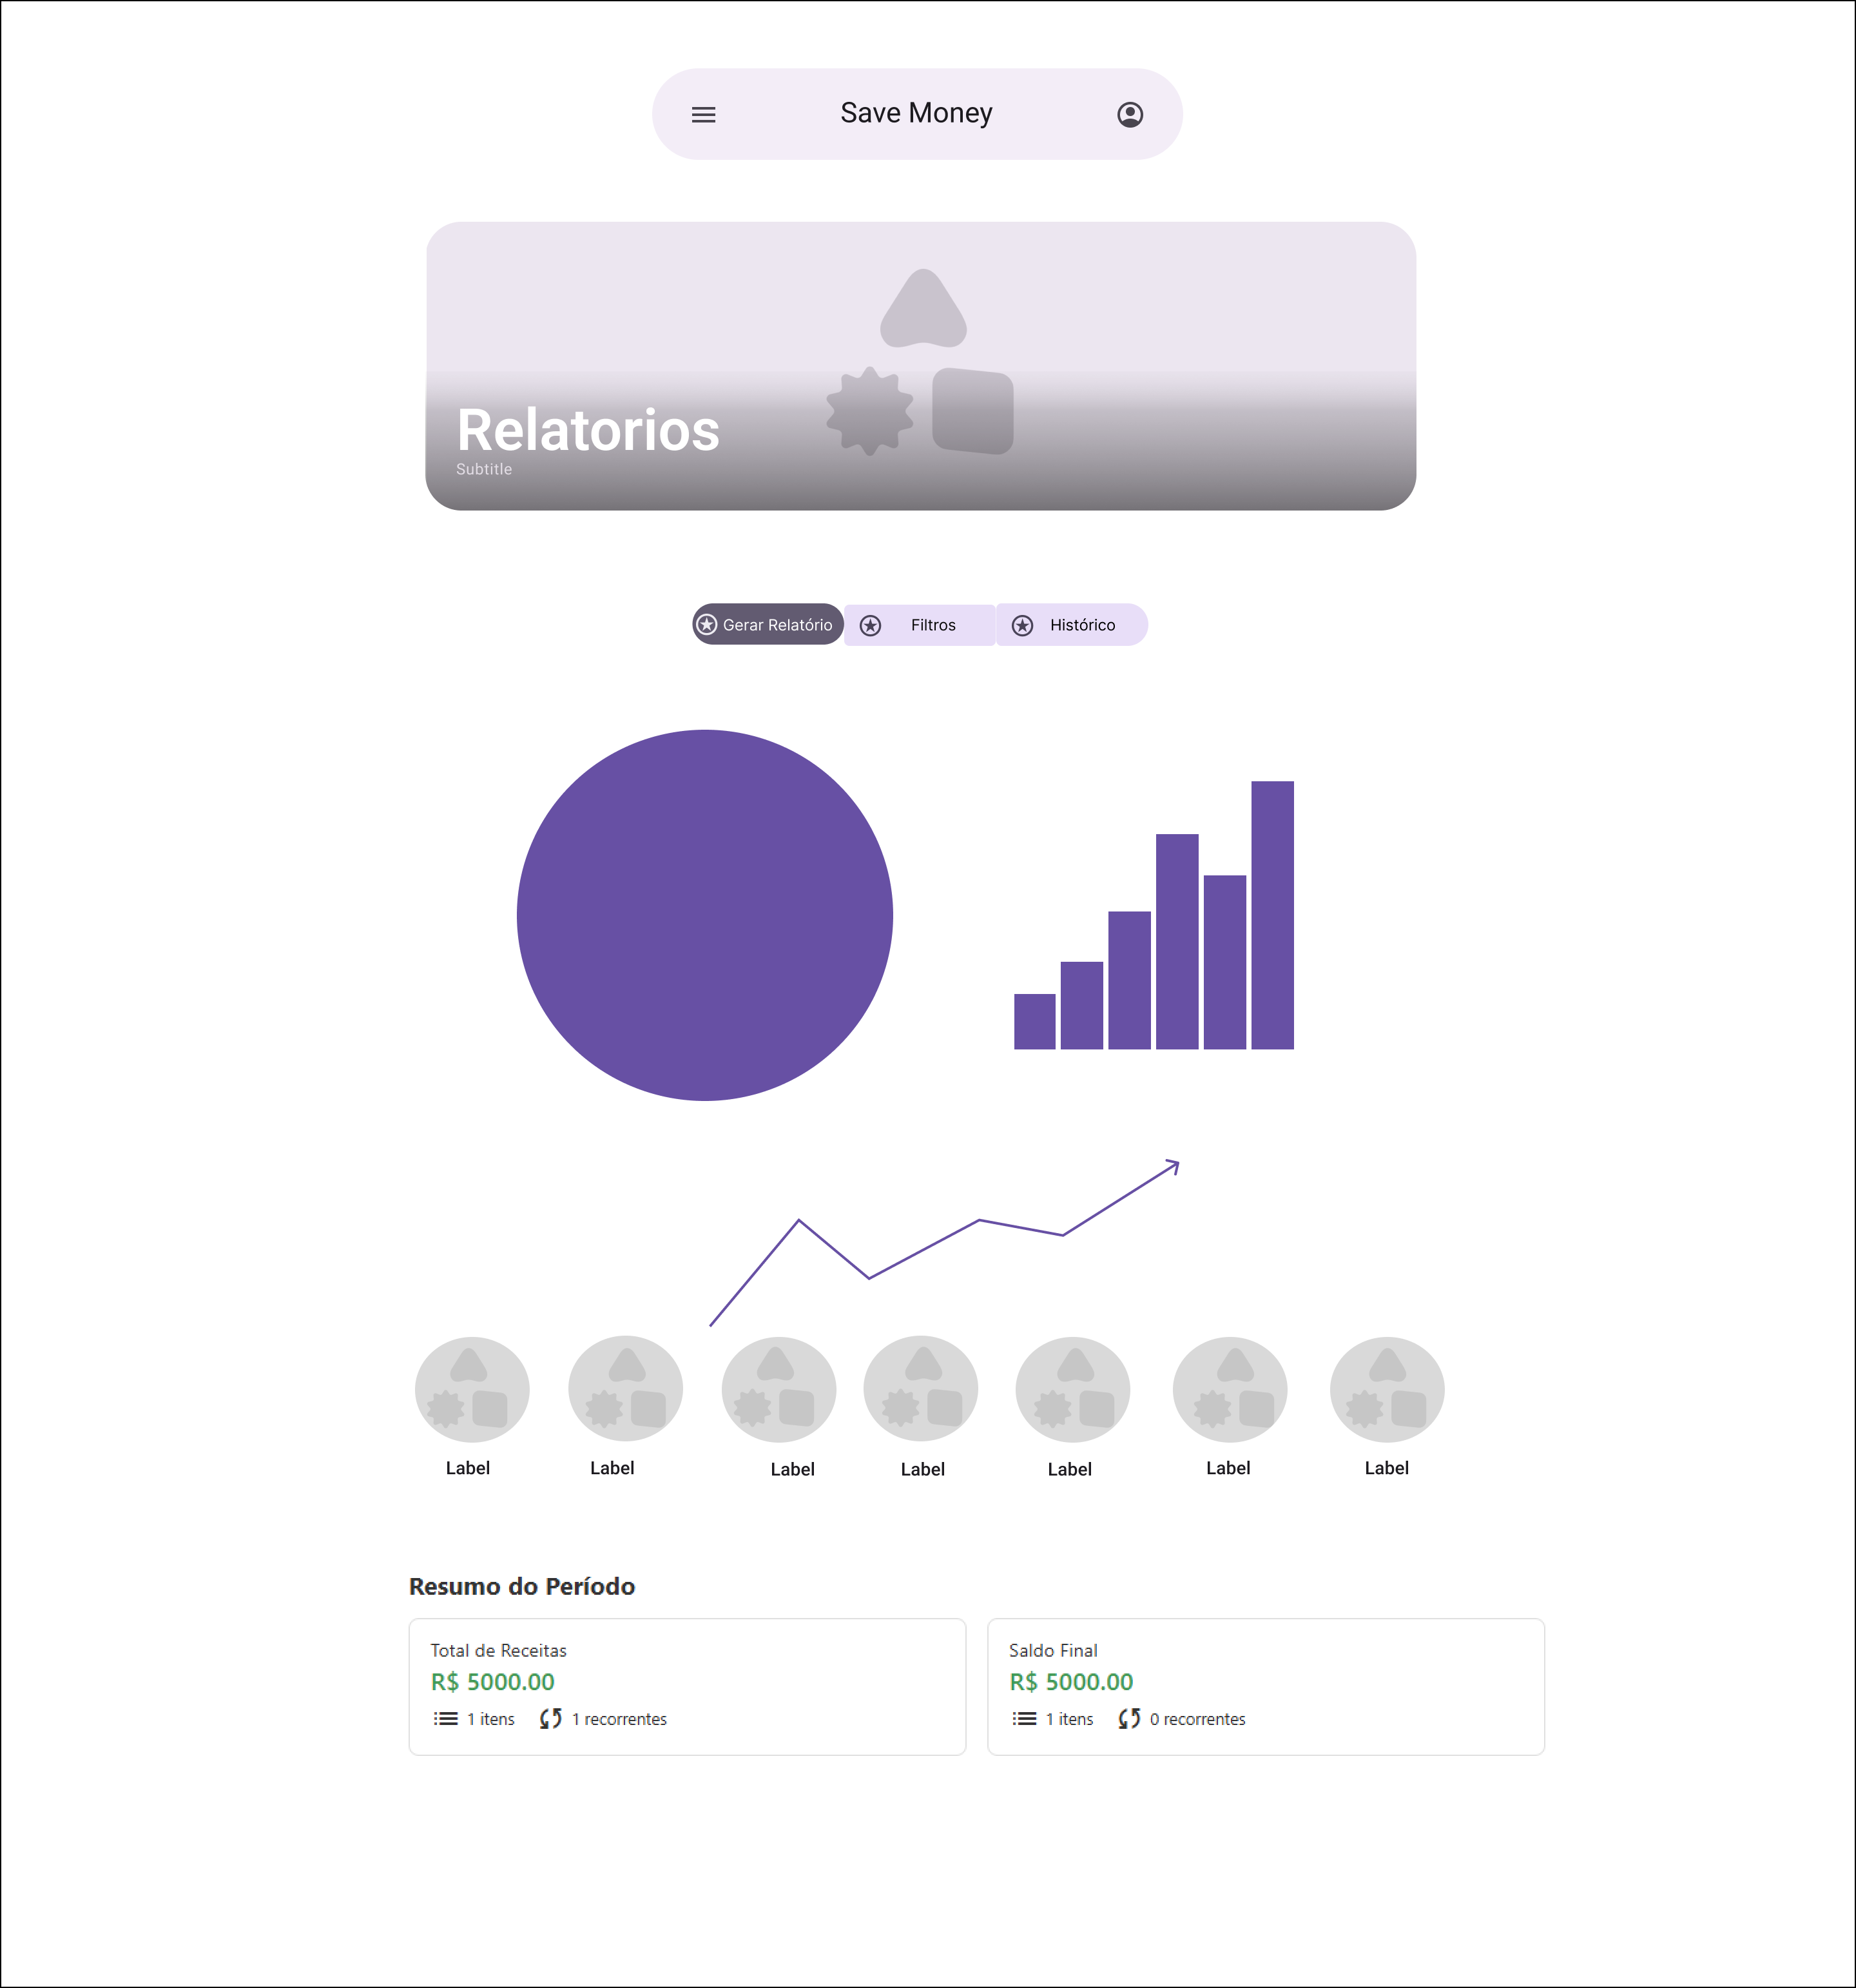 Save Money
Relatorios
Subtitle
Gerar Relatório
Filtros
Histórico
Label
Label
Label
Label
Label
Label
Label
Resumo do Período
Total de Receitas
R$ 5000.00
1 itens
1 recorrentes
Saldo Final
R$ 5000.00
1 itens
0 recorrentes